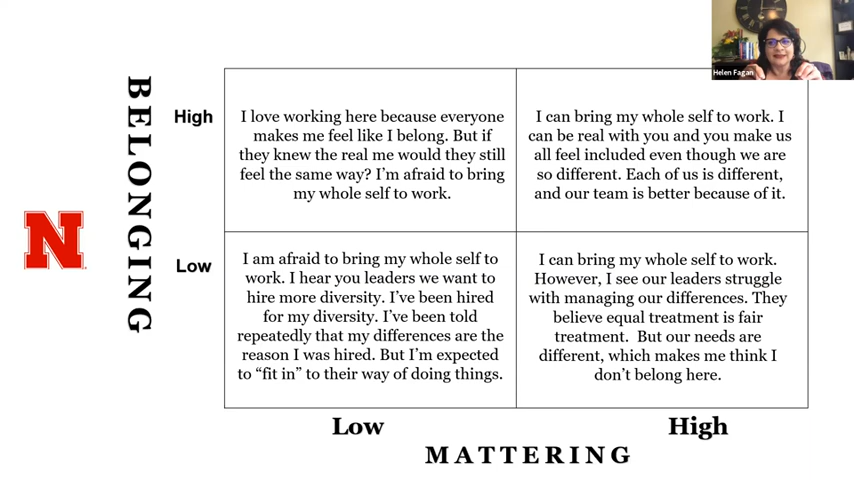 Helen Fagan
BELONGING
High
I love working here because everyone
makes me feel like I belong. But if
they knew the real me would they still
feel the same way? I'm afraid to bring
my whole self to work.
I can bring my whole self to work. I
can be real with you and you make us
all feel included even though we are
so different. Each of us is different,
and our team is better because of it.
N
Low
I am afraid to bring my whole self to
work. I hear you leaders we want to
hire more diversity. I've been hired
for my diversity. I've been told
repeatedly that my differences are the
reason I was hired. But I'm expected
to “fit in” to their way of doing things.
I can bring my whole self to work.
However, I see our leaders struggle
with managing our differences. They
believe equal treatment is fair
treatment.  But our needs are
different, which makes me think I
don't belong here.
Low
High
MATTERING